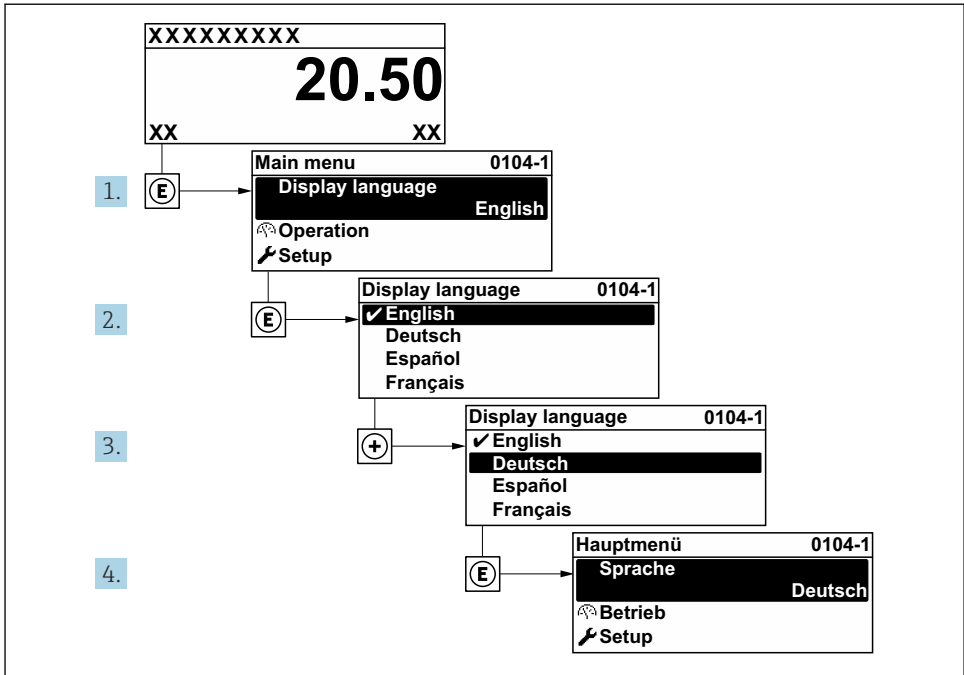 XXXXXXXXX
20.50
XX XX
1. E
Main menu 0104-1
Display language
English
Operation
Setup
2. E
Display language 0104-1
✔ English
Deutsch
Español
Français
3. +
Display language 0104-1
✔ English
Deutsch
Español
Français
4. E
Hauptmenü 0104-1
Sprache
Deutsch
Betrieb
Setup